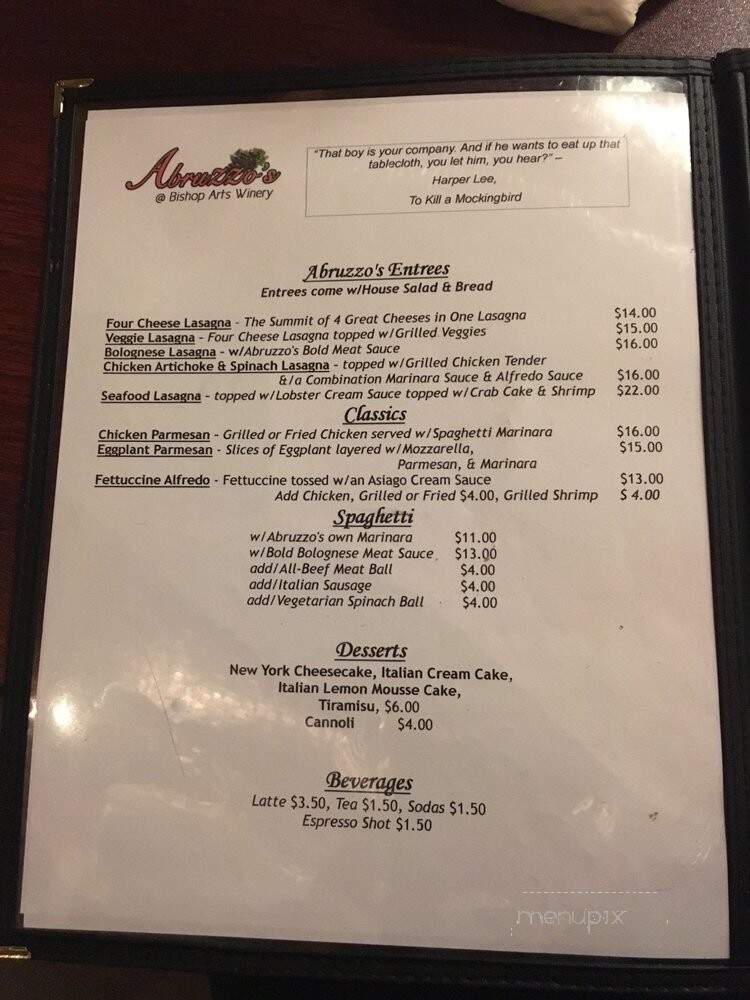 Abruzzo's
@ Bishop Arts Winery
"That boy is your company. And if he wants to eat up that
tablecloth, you let him, you hear?" —
Harper Lee,
To Kill a Mockingbird
Abruzzo's Entrees
Entrees come w/House Salad & Bread
Four Cheese Lasagna - The Summit of 4 Great Cheeses in One Lasagna $14.00
Veggie Lasagna - Four Cheese Lasagna topped w/Grilled Veggies $15.00
Bolognese Lasagna - w/Abruzzo's Bold Meat Sauce $16.00
Chicken Artichoke & Spinach Lasagna - topped w/Grilled Chicken Tender
&/a Combination Marinara Sauce & Alfredo Sauce $16.00
Seafood Lasagna - topped w/Lobster Cream Sauce topped w/Crab Cake & Shrimp $22.00
Classics
Chicken Parmesan - Grilled or Fried Chicken served w/Spaghetti Marinara $16.00
Eggplant Parmesan - Slices of Eggplant layered w/Mozzarella, $15.00
Parmesan, & Marinara
Fettuccine Alfredo - Fettuccine tossed w/an Asiago Cream Sauce $13.00
Add Chicken, Grilled or Fried $4.00, Grilled Shrimp $ 4.00
Spaghetti
w/Abruzzo's own Marinara $11.00
w/Bold Bolognese Meat Sauce $13.00
add/All-Beef Meat Ball $4.00
add/Italian Sausage $4.00
add/Vegetarian Spinach Ball $4.00
Desserts
New York Cheesecake, Italian Cream Cake,
Italian Lemon Mousse Cake,
Tiramisu, $6.00
Cannoli $4.00
Beverages
Latte $3.50, Tea $1.50, Sodas $1.50
Espresso Shot $1.50
menupix